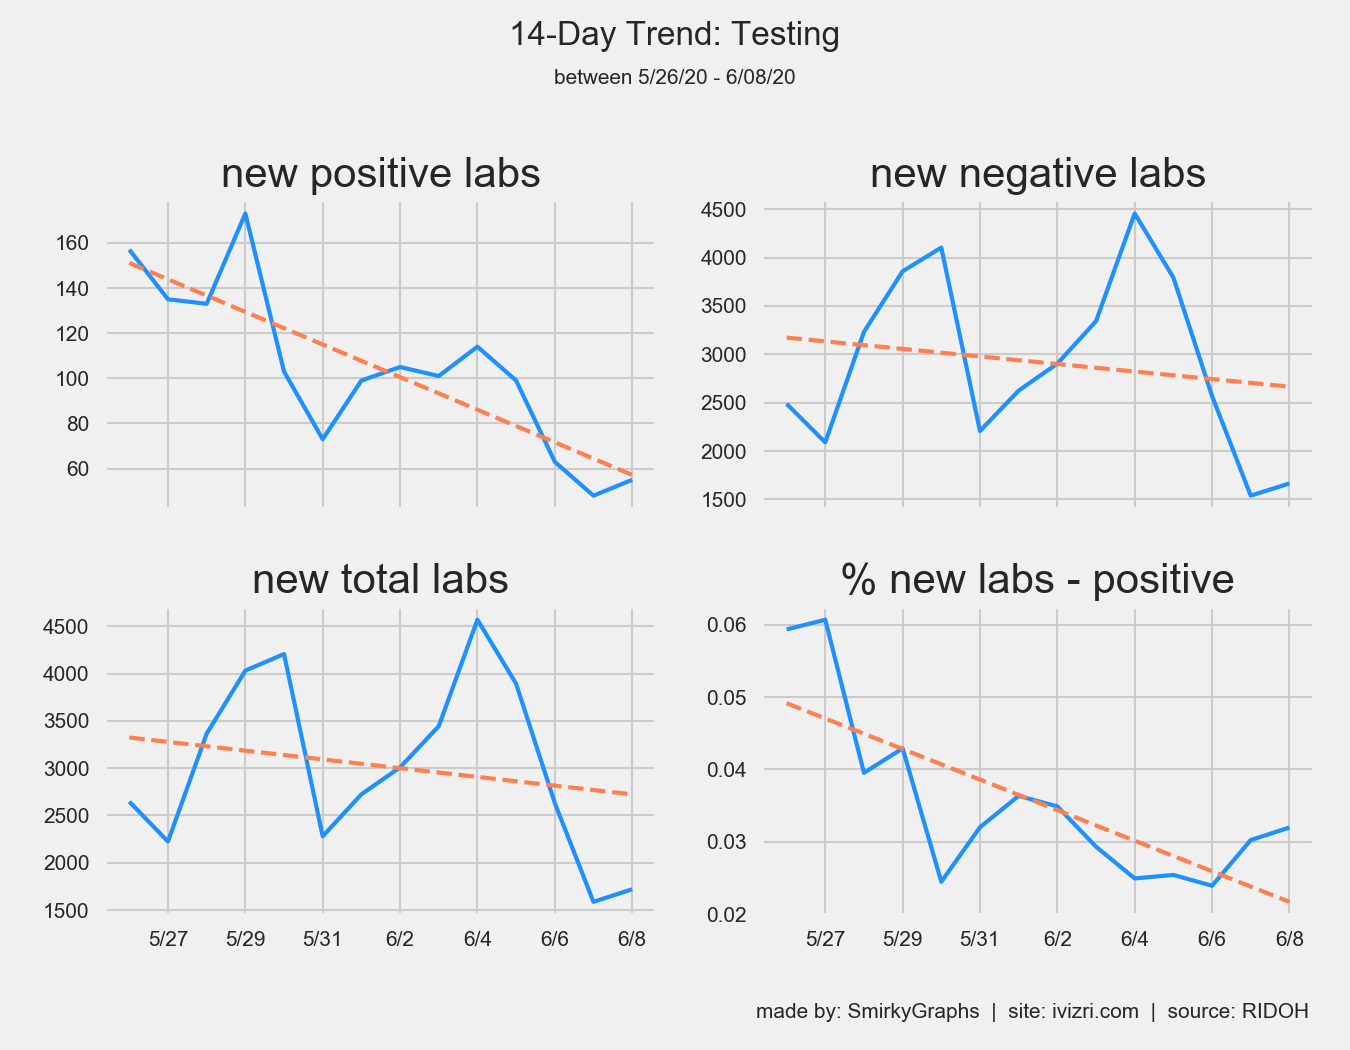 14-Day Trend: Testing
between 5/26/20 - 6/08/20
new positive labs
160
140
120
100
80
60
new negative labs
4500
4000
3500
3000
2500
2000
1500
new total labs
4500
4000
3500
3000
2500
2000
1500
5/27 5/29 5/31 6/2 6/4 6/6 6/8
% new labs - positive
0.06
0.05
0.04
0.03
0.02
5/27 5/29 5/31 6/2 6/4 6/6 6/8
made by: SmirkyGraphs | site: ivizri.com | source: RIDOH